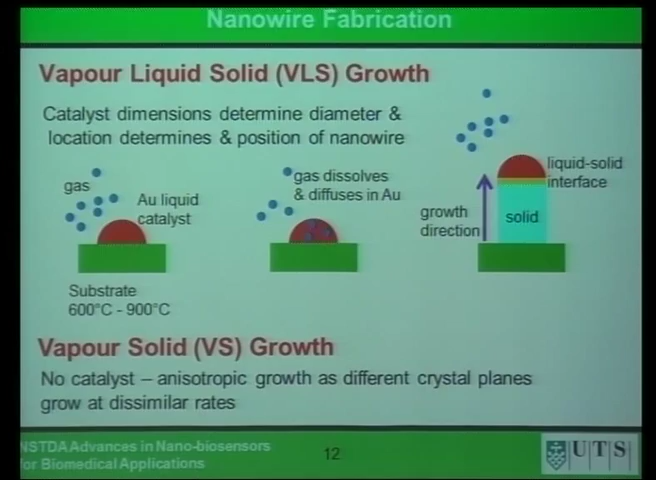 Nanowire Fabrication
Vapour Liquid Solid (VLS) Growth
Catalyst dimensions determine diameter &
location determines & position of nanowire
gas
Au liquid
catalyst
gas dissolves
& diffuses in Au
growth
direction
solid
liquid-solid
interface
Substrate
600°C - 900°C
Vapour Solid (VS) Growth
No catalyst – anisotropic growth as different crystal planes
grow at dissimilar rates
NSTDA Advances in Nano-biosensors
for Biomedical Applications
12
UTS